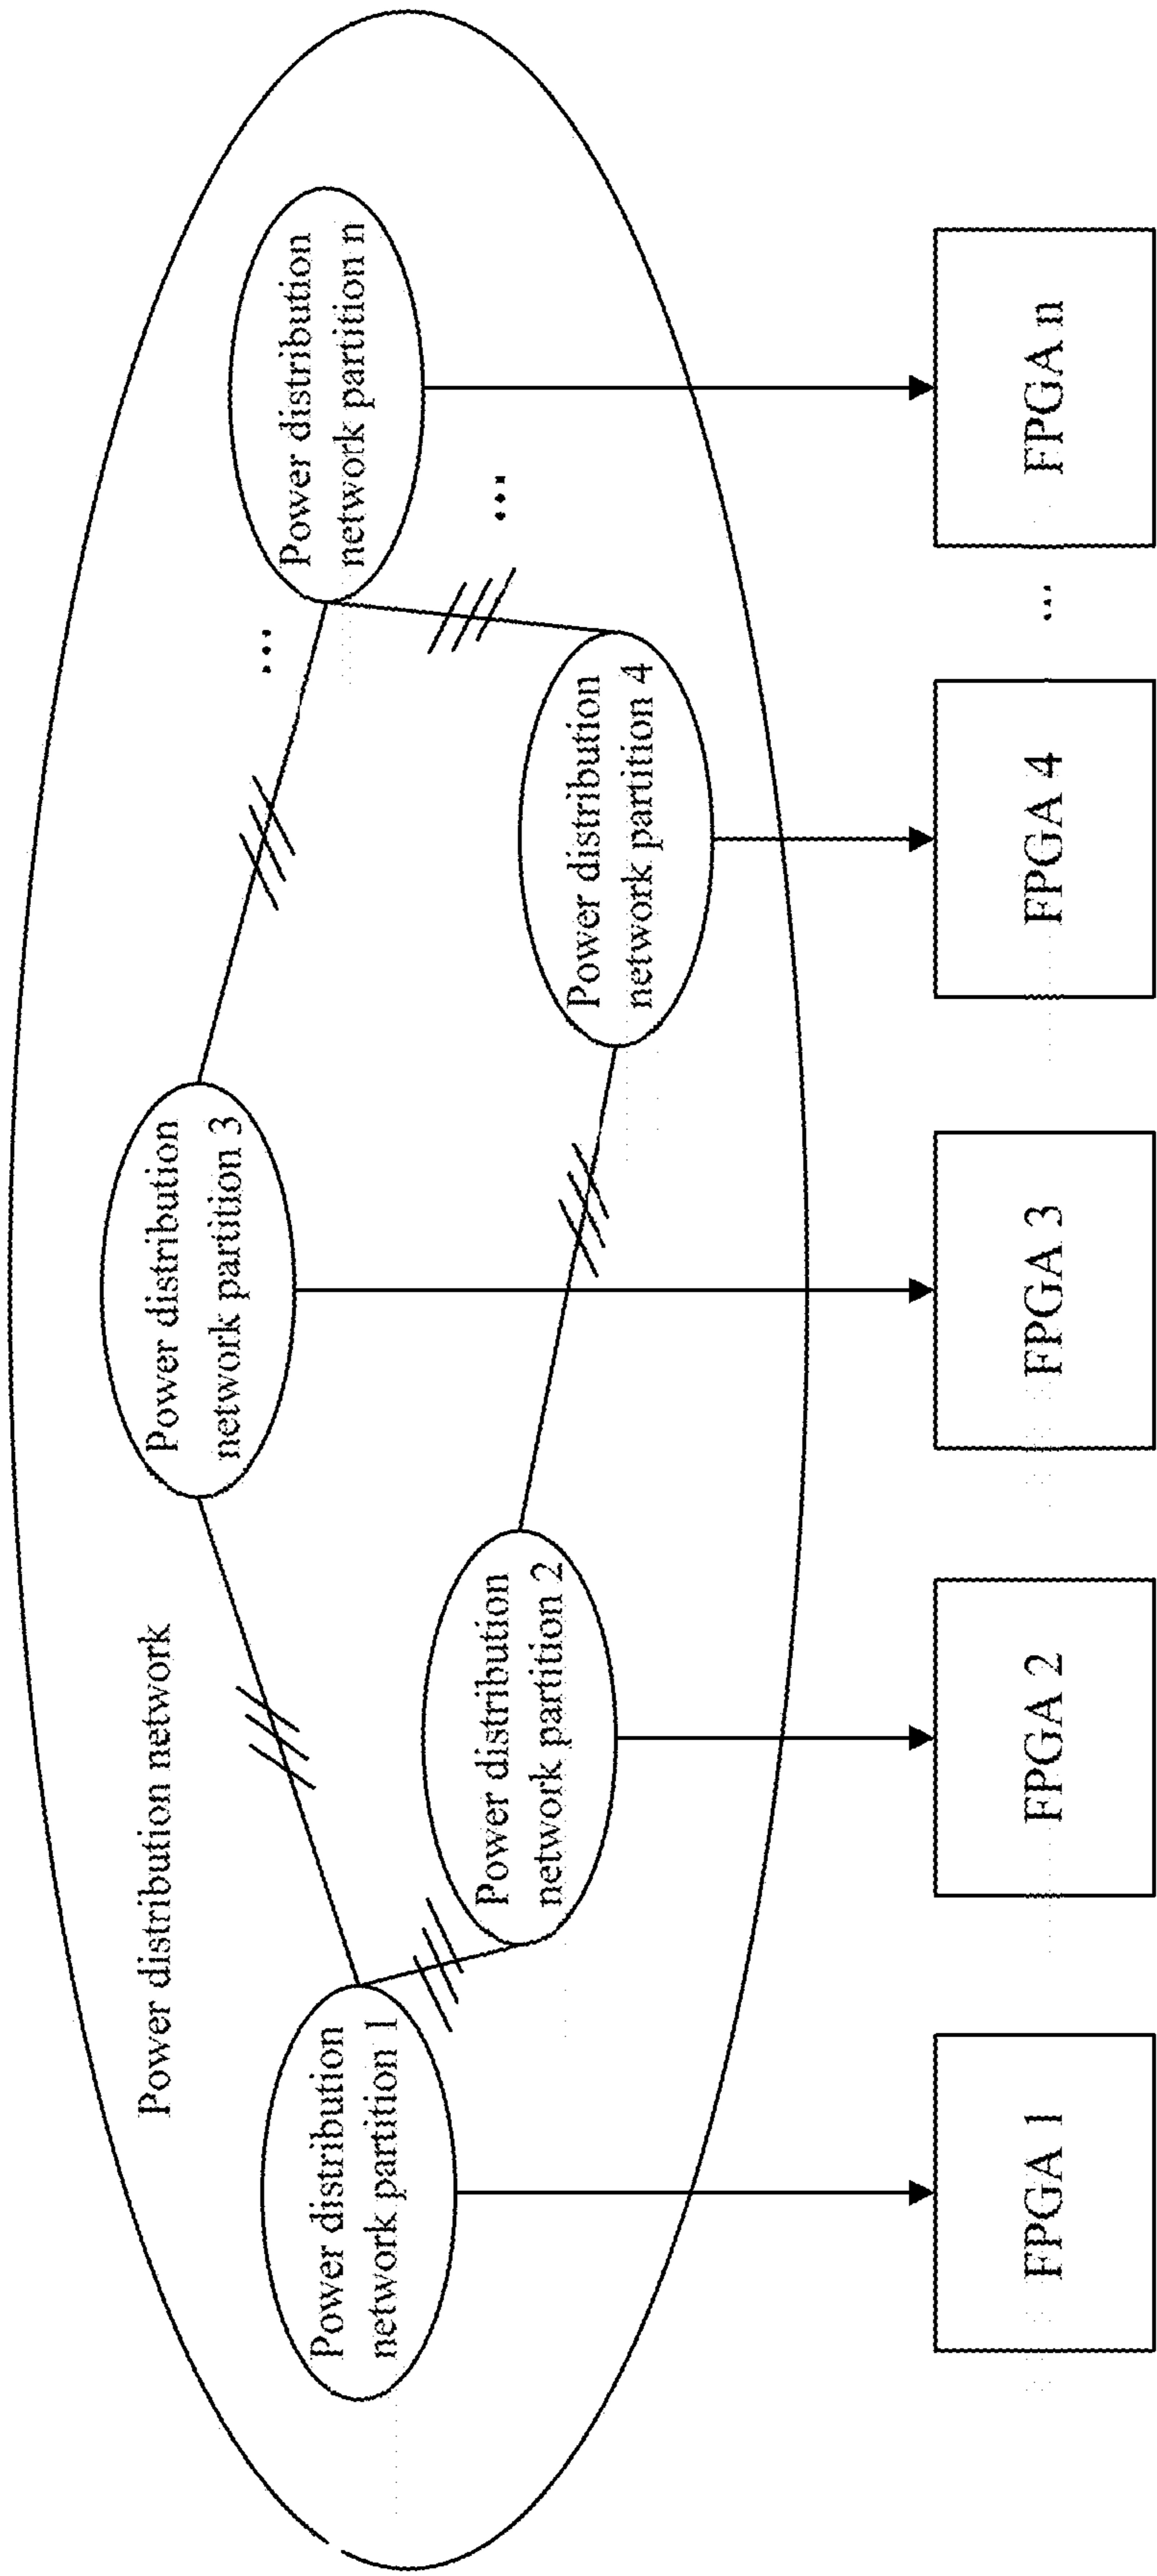 Power distribution network
Power distribution
network partition 1
Power distribution
network partition 2
Power distribution
network partition 3
Power distribution
network partition 4
Power distribution
network partition n
...
...
FPGA 1
FPGA 2
FPGA 3
FPGA 4
...
FPGA n